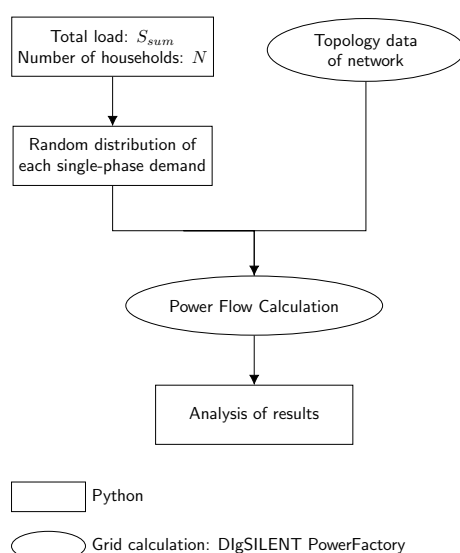 Total load: S_sum
Number of households: N
Topology data
of network
Random distribution of
each single-phase demand
Power Flow Calculation
Analysis of results
Python
Grid calculation: DIgSILENT PowerFactory